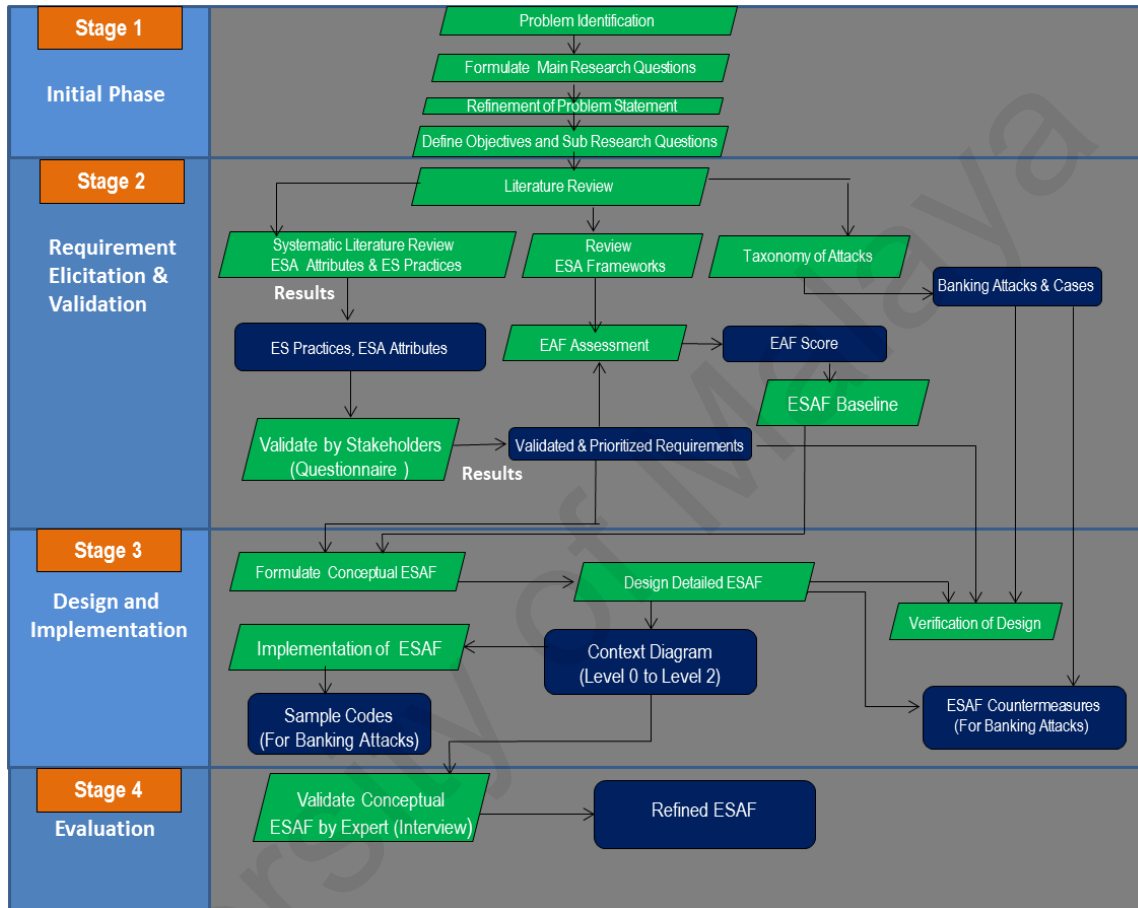 Stage 1
Initial Phase
Problem Identification
Formulate Main Research Questions
Refinement of Problem Statement
Define Objectives and Sub Research Questions
Stage 2
Requirement
Elicitation &
Validation
Literature Review
Systematic Literature Review
ESA Attributes & ES Practices
Review
ESA Frameworks
Taxonomy of Attacks
Results
Banking Attacks & Cases
ES Practices, ESA Attributes
EAF Assessment
EAF Score
ESAF Baseline
Validate by Stakeholders
(Questionnaire )
Results
Validated & Prioritized Requirements
Stage 3
Design and
Implementation
Formulate Conceptual ESAF
Design Detailed ESAF
Verification of Design
Implementation of ESAF
Context Diagram
(Level 0 to Level 2)
Sample Codes
(For Banking Attacks)
ESAF Countermeasures
(For Banking Attacks)
Stage 4
Evaluation
Validate Conceptual
ESAF by Expert (Interview)
Refined ESAF
ersity of Malaya